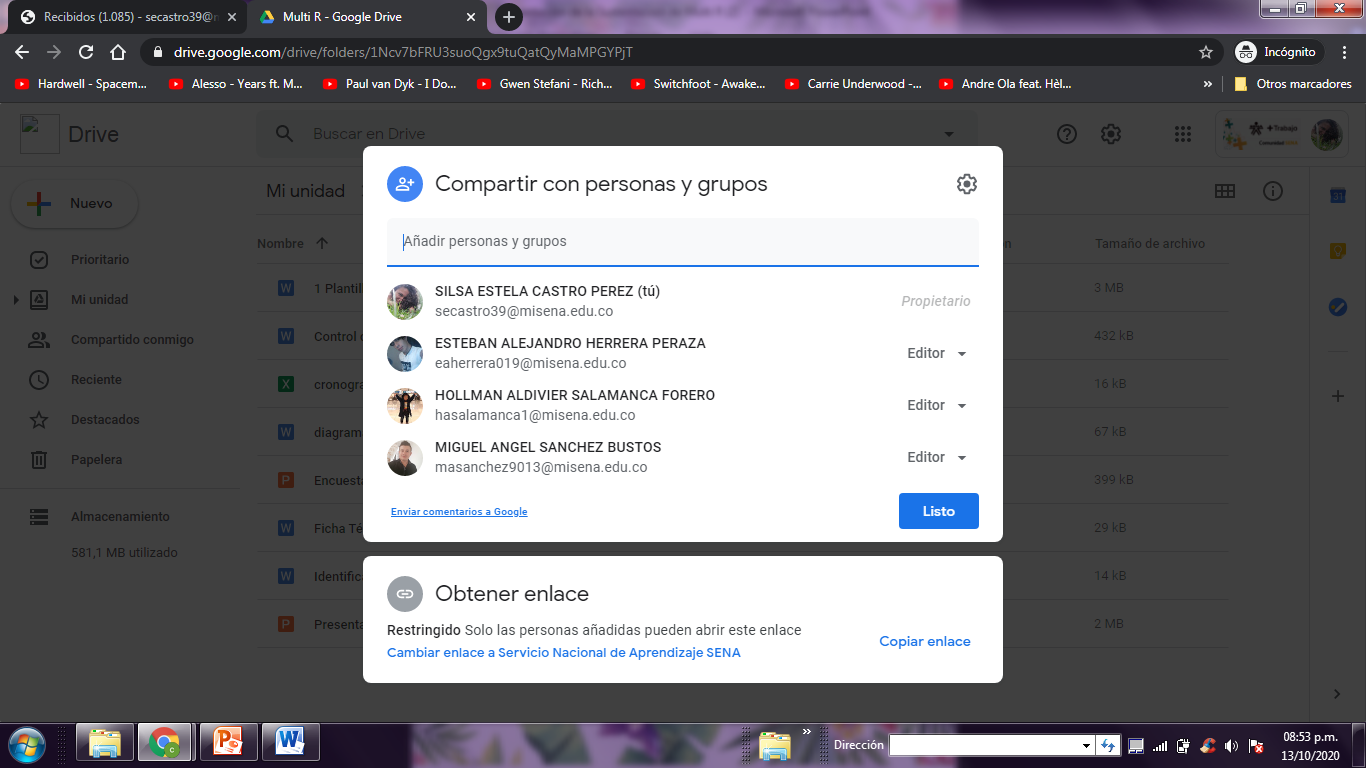 Recibidos (1.085) - secastro39@m
Multi R - Google Drive
drive.google.com/drive/folders/1Ncv7bFRU3suoQgx9tuQatQyMaMPGYPjT
Incógnito
Hardwell - Spacem...
Alesso - Years ft. M...
Paul van Dyk - I Do...
Gwen Stefani - Rich...
Switchfoot - Awake...
Carrie Underwood -...
Andre Ola feat. Hèl...
»
Otros marcadores
Drive
Buscar en Drive
Nuevo
Mi unidad
Nombre
Tamaño de archivo
Prioritario
Mi unidad
Compartido conmigo
Reciente
Destacados
Papelera
Almacenamiento
581,1 MB utilizado
1 Plantill
3 MB
Control d
432 kB
cronogra
16 kB
diagrama
67 kB
Encuesta
399 kB
Ficha Té
29 kB
Identifica
14 kB
Presenta
2 MB
Compartir con personas y grupos
Añadir personas y grupos
SILSA ESTELA CASTRO PEREZ (tú)
secastro39@misena.edu.co
Propietario
ESTEBAN ALEJANDRO HERRERA PERAZA
eaherrera019@misena.edu.co
Editor
HOLLMAN ALDIVIER SALAMANCA FORERO
hasalamanca1@misena.edu.co
Editor
MIGUEL ANGEL SANCHEZ BUSTOS
masanchez9013@misena.edu.co
Editor
Enviar comentarios a Google
Listo
Obtener enlace
Restringido Solo las personas añadidas pueden abrir este enlace
Cambiar enlace a Servicio Nacional de Aprendizaje SENA
Copiar enlace
»
Dirección
08:53 p.m.
13/10/2020